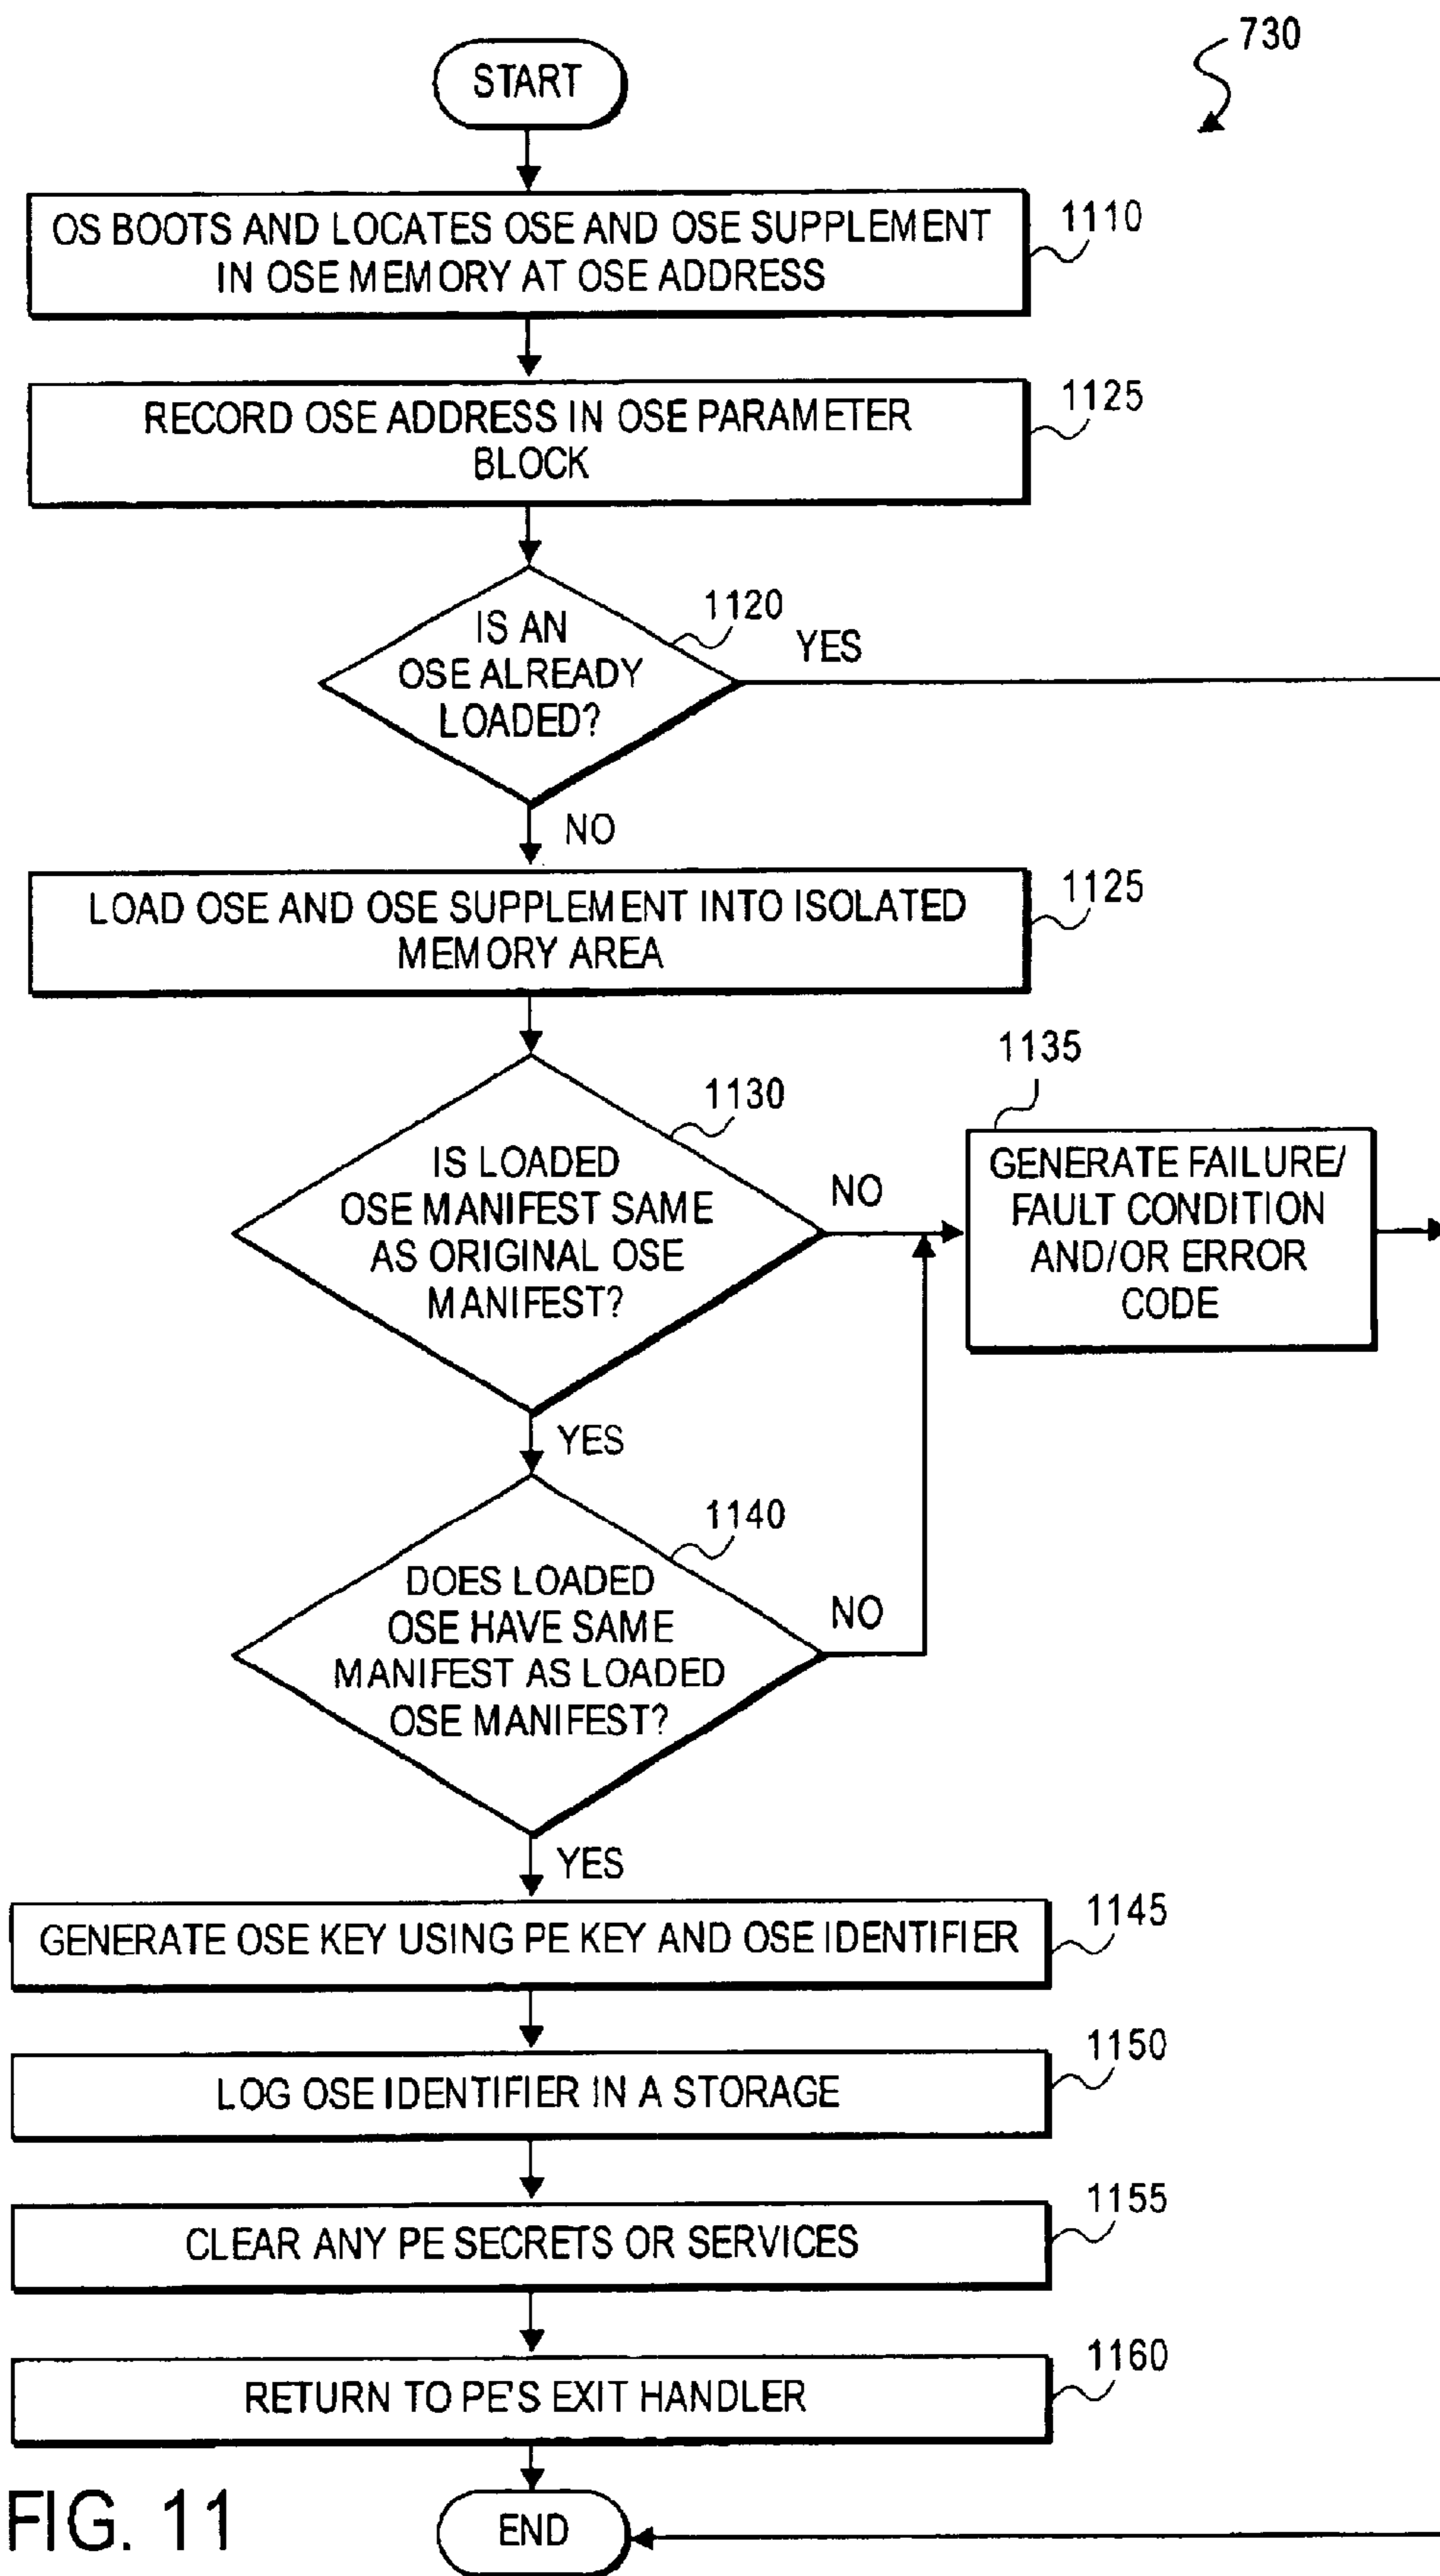 730
START
OS BOOTS AND LOCATES OSE AND OSE SUPPLEMENT
IN OSE MEMORY AT OSE ADDRESS
1110
RECORD OSE ADDRESS IN OSE PARAMETER
BLOCK
1125
IS AN
OSE ALREADY
LOADED?
1120
YES
NO
LOAD OSE AND OSE SUPPLEMENT INTO ISOLATED
MEMORY AREA
1125
IS LOADED
OSE MANIFEST SAME
AS ORIGINAL OSE
MANIFEST?
1130
NO
1135
GENERATE FAILURE/
FAULT CONDITION
AND/OR ERROR
CODE
YES
DOES LOADED
OSE HAVE SAME
MANIFEST AS LOADED
OSE MANIFEST?
1140
NO
YES
GENERATE OSE KEY USING PE KEY AND OSE IDENTIFIER
1145
LOG OSE IDENTIFIER IN A STORAGE
1150
CLEAR ANY PE SECRETS OR SERVICES
1155
RETURN TO PE'S EXIT HANDLER
1160
END
FIG. 11